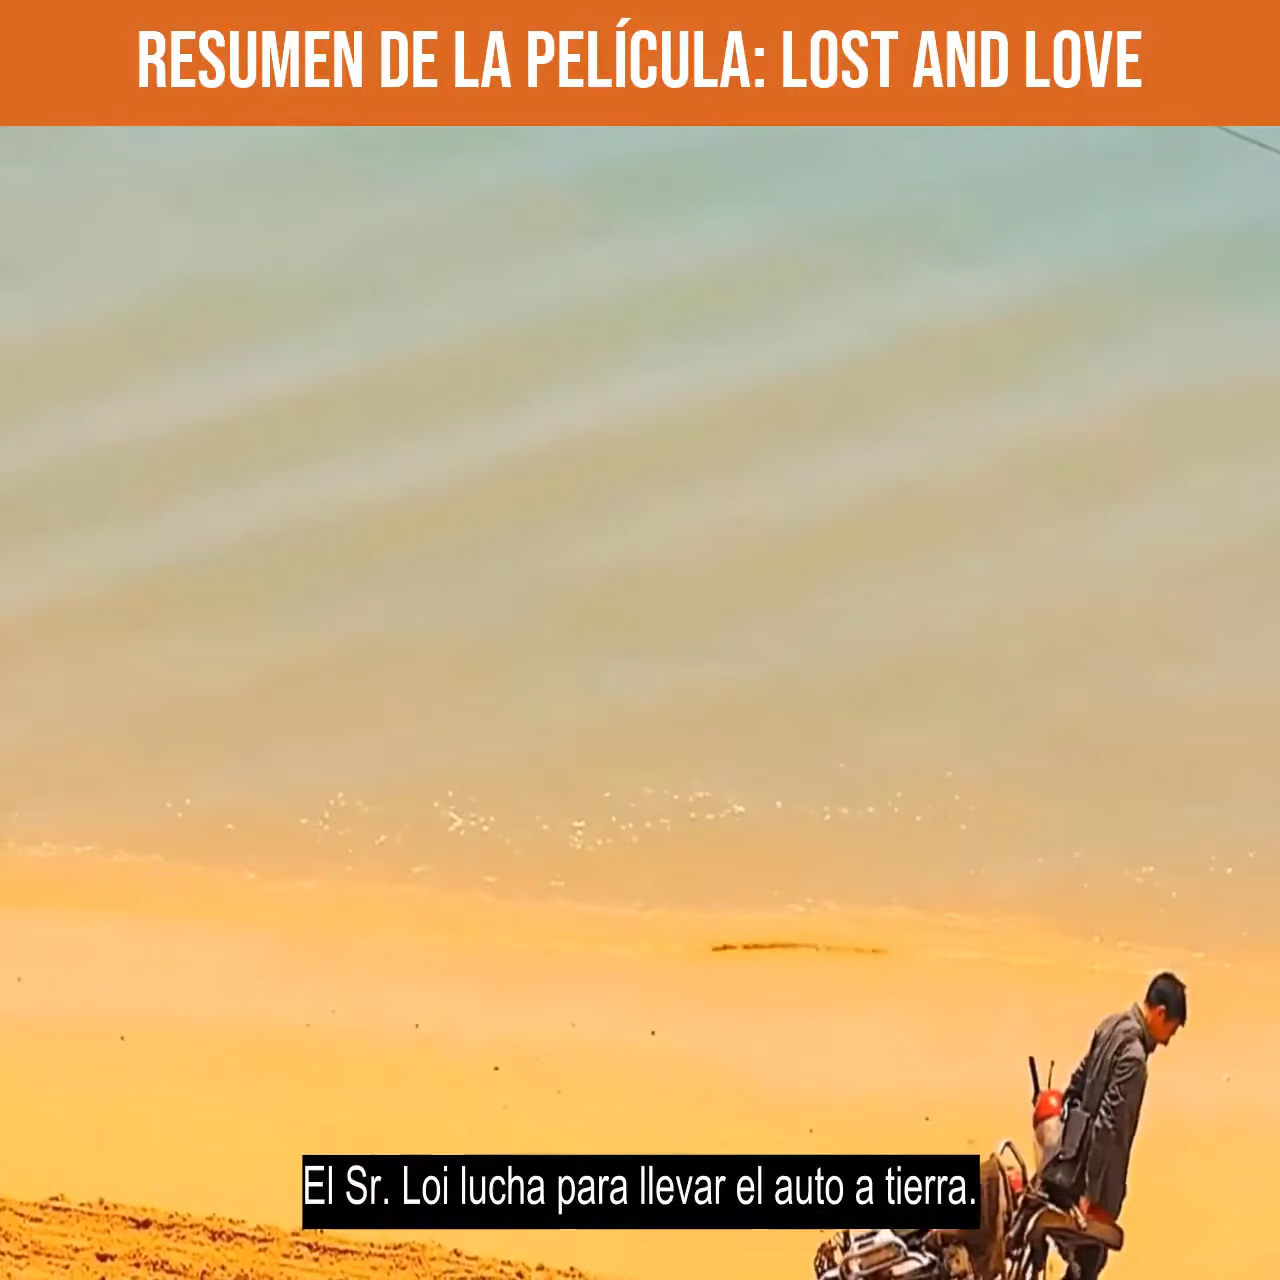 RESUMEN DE LA PELÍCULA: LOST AND LOVE
El Sr. Loi lucha para llevar el auto a tierra.